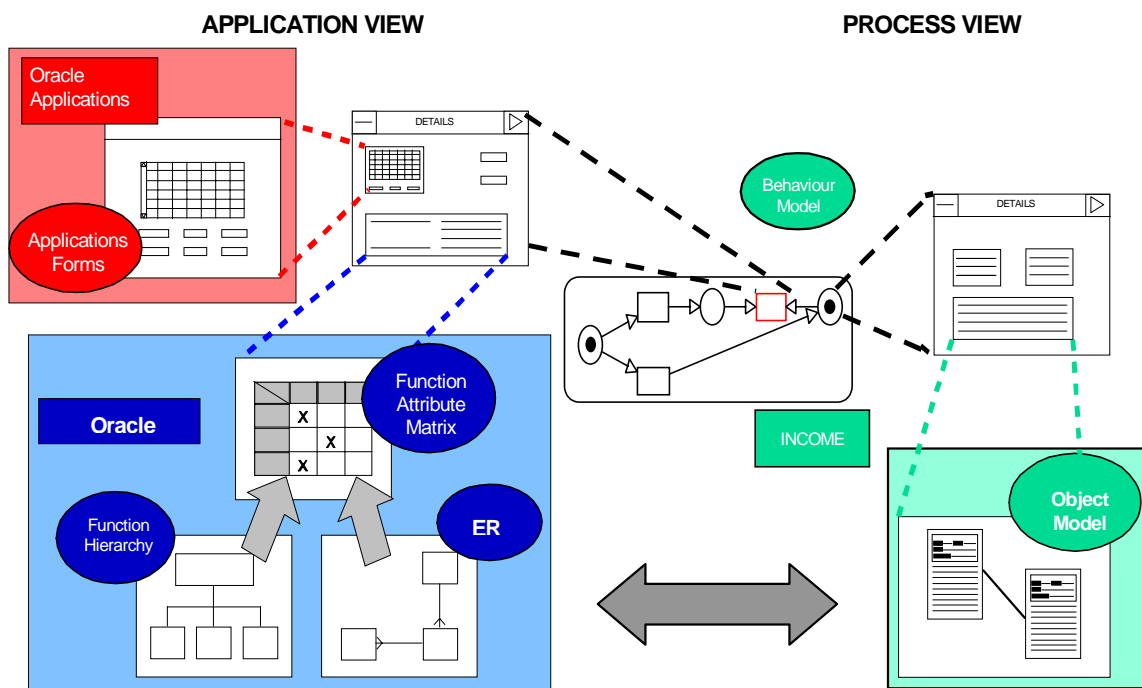 APPLICATION VIEW
PROCESS VIEW
Oracle
Applications
DETAILS
Behaviour
Model
DETAILS
Applications
Forms
Function
Attribute
Matrix
X
X
X
Oracle
INCOME
Function
Hierarchy
ER
Object
Model